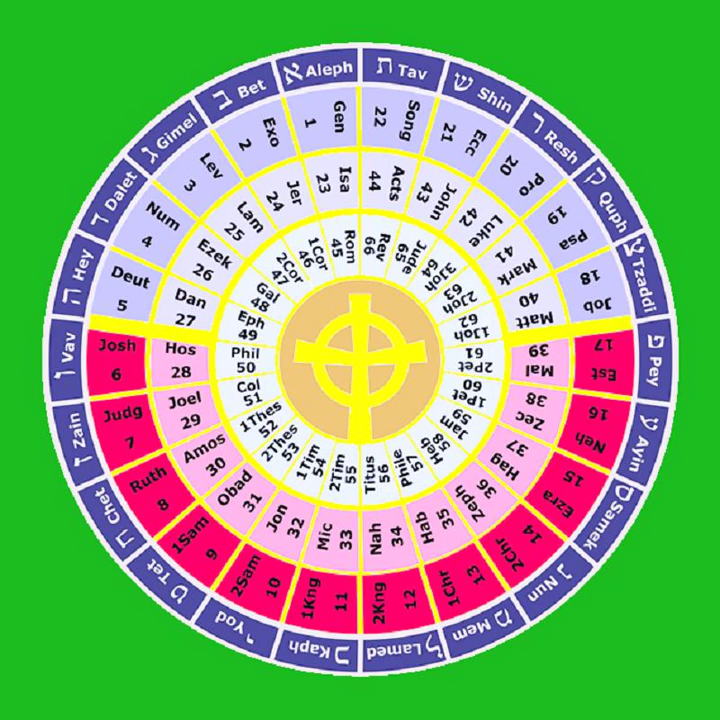 א Aleph
ב Bet
ג Gimel
ד Dalet
ה Hey
ו Vav
ז Zain
ח Chet
ט Tet
י Yod
כ Kaph
ל Lamed
מ Mem
נ Nun
ס Samek
ע Ayin
פ Pey
צ Tzaddi
ק Quph
ר Resh
ש Shin
ת Tav
Gen
1
Exo
2
Lev
3
Num
4
Deut
5
Josh
6
Judg
7
Ruth
8
1Sam
9
2Sam
10
1Kng
11
2Kng
12
1Chr
13
2Chr
14
Ezra
15
Neh
16
Est
17
Job
18
Psa
19
Pro
20
Ecc
21
Song
22
Isa
23
Jer
24
Lam
25
Ezek
26
Dan
27
Hos
28
Joel
29
Amos
30
Obad
31
Jon
32
Mic
33
Nah
34
Hab
35
Zeph
36
Hag
37
Zec
38
Mal
39
Matt
40
Mark
41
Luke
42
John
43
Acts
44
Rom
45
1Cor
46
2Cor
47
Gal
48
Eph
49
Phil
50
Col
51
1Thes
52
2Thes
53
1Tim
54
2Tim
55
Titus
56
Phile
57
Heb
58
Jam
59
1Pet
60
2Pet
61
1Joh
62
2Joh
63
3Joh
64
Jude
65
Rev
66